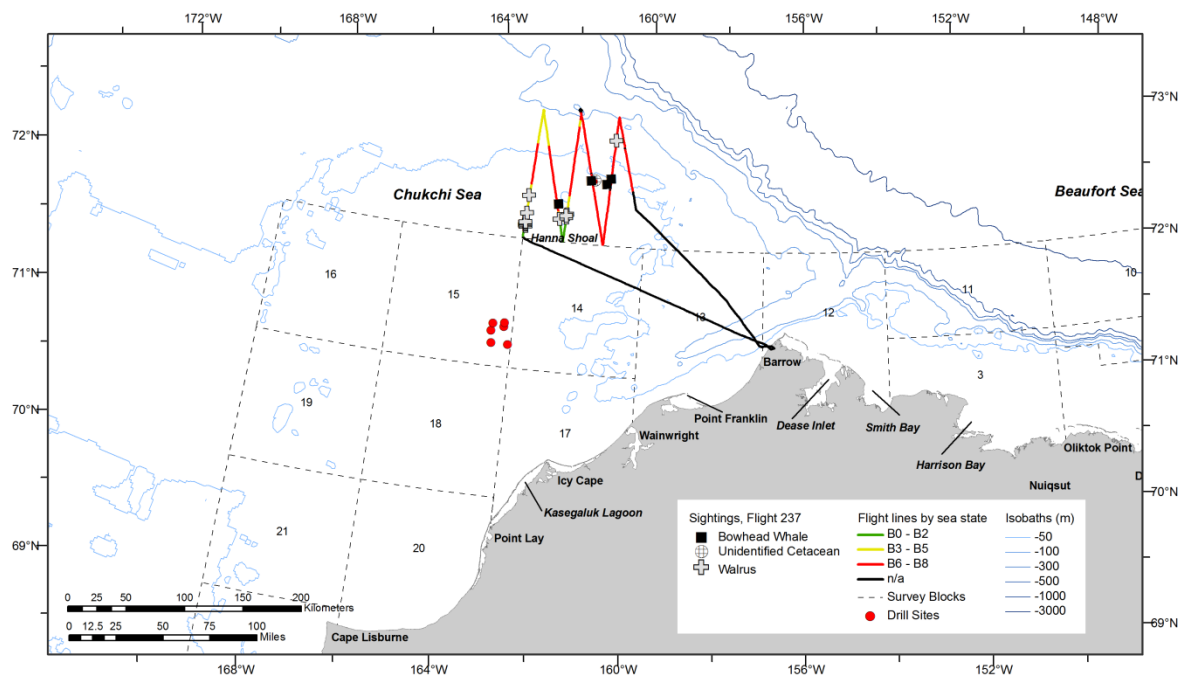 172°W 168°W 164°W 160°W 156°W 152°W 148°W
73°N
72°N
Chukchi Sea
Beaufort Sea
72°N
Hanna Shoal
71°N
16
15
14
13
12
11
10
71°N
Barrow
3
70°N
19
18
17
Point Franklin
Wainwright
Dease Inlet
Smith Bay
Harrison Bay
Oliktok Point
Icy Cape
Nuiqsut
D
70°N
Kasegaluk Lagoon
Point Lay
69°N
21
20
Sightings, Flight 237
Bowhead Whale
Unidentified Cetacean
Walrus
Flight lines by sea state
B0 - B2
B3 - B5
B6 - B8
n/a
Survey Blocks
Drill Sites
Isobaths (m)
-50
-100
-300
-500
-1000
-3000
0 25 50 100 150 200
Kilometers
0 12.5 25 50 75 100
Miles
Cape Lisburne
69°N
168°W 164°W 160°W 156°W 152°W